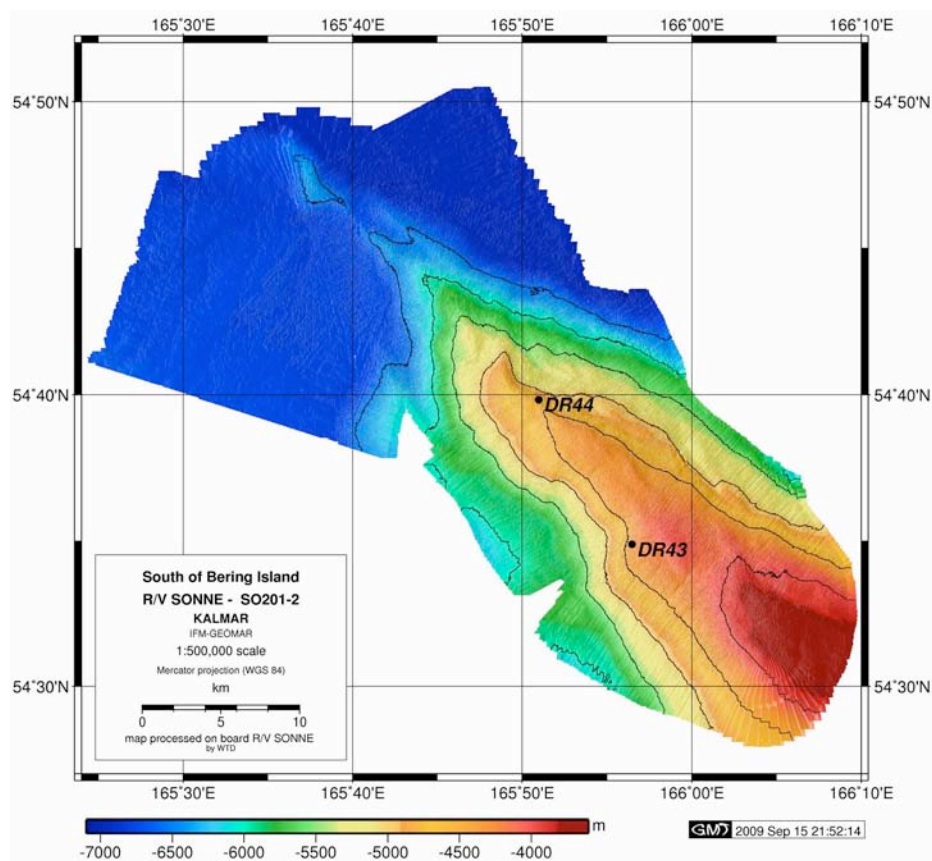 165°30'E 165°40'E 165°50'E 166°00'E 166°10'E
54°50'N 54°50'N
54°40'N 54°40'N
DR44
DR43
South of Bering Island
R/V SONNE - SO201-2
KALMAR
IFM-GEOMAR
1:500,000 scale
Mercator projection (WGS 84)
km
0 5 10
map processed on board R/V SONNE
by WTD
54°30'N 54°30'N
165°30'E 165°40'E 165°50'E 166°00'E 166°10'E
m
-7000 -6500 -6000 -5500 -5000 -4500 -4000
GMT 2009 Sep 15 21:52:14